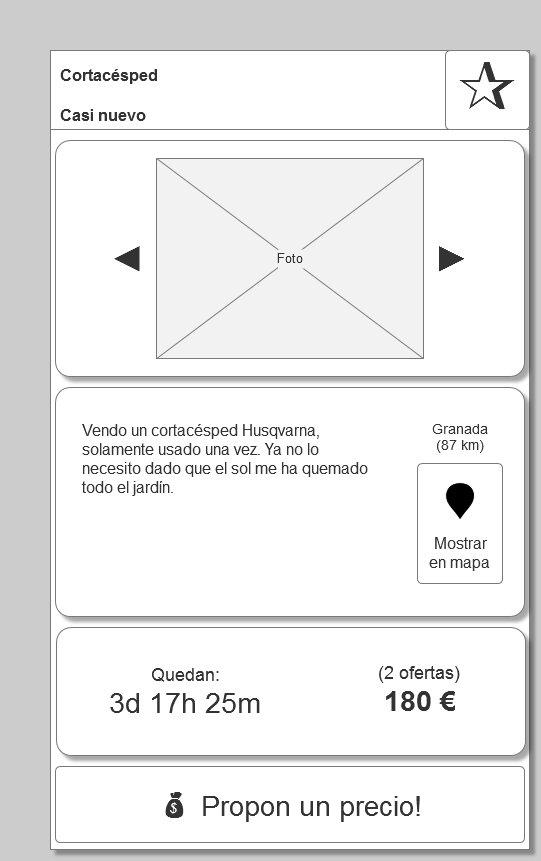 Cortacésped
Casi nuevo
Foto
Vendo un cortacésped Husqvarna,
solamente usado una vez. Ya no lo
necesito dado que el sol me ha quemado
todo el jardín.
Granada
(87 km)
Mostrar
en mapa
Quedan:
3d 17h 25m
(2 ofertas)
180 €
$ Propon un precio!